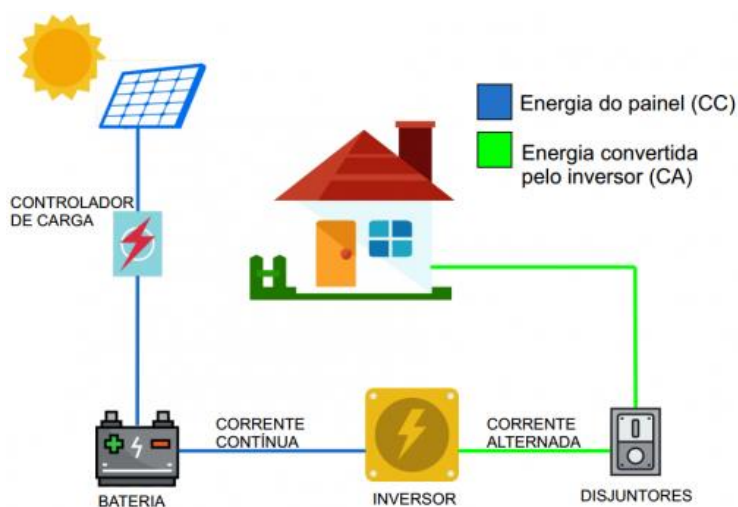 Energia do painel (CC)
Energia convertida
pelo inversor (CA)
CONTROLADOR
DE CARGA
CORRENTE
CONTÍNUA
CORRENTE
ALTERNADA
BATERIA
INVERSOR
DISJUNTORES